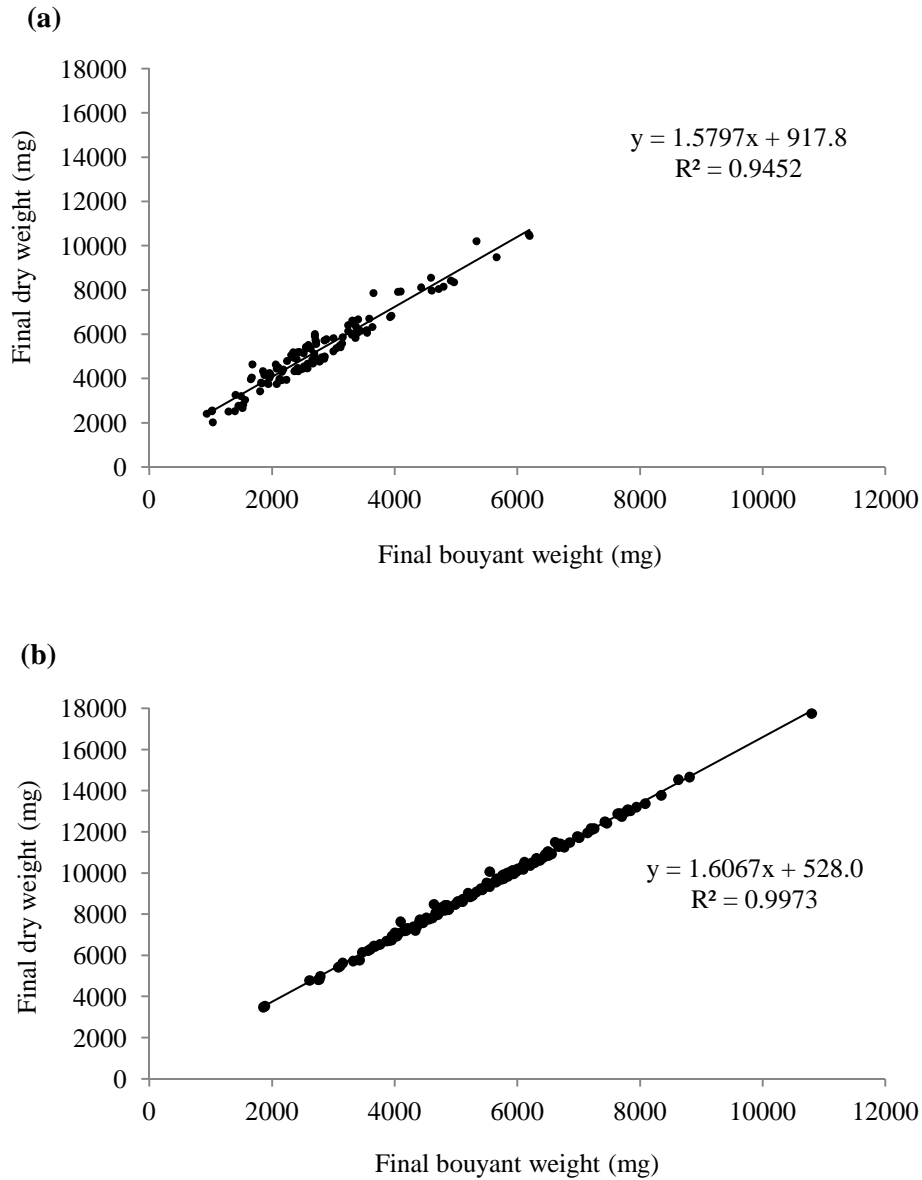 (a)
18000
16000
14000
12000
10000
8000
6000
4000
2000
0
Final dry weight (mg)
y = 1.5797x + 917.8
R² = 0.9452
0 2000 4000 6000 8000 10000 12000
Final bouyant weight (mg)
(b)
18000
16000
14000
12000
10000
8000
6000
4000
2000
0
Final dry weight (mg)
y = 1.6067x + 528.0
R² = 0.9973
0 2000 4000 6000 8000 10000 12000
Final bouyant weight (mg)